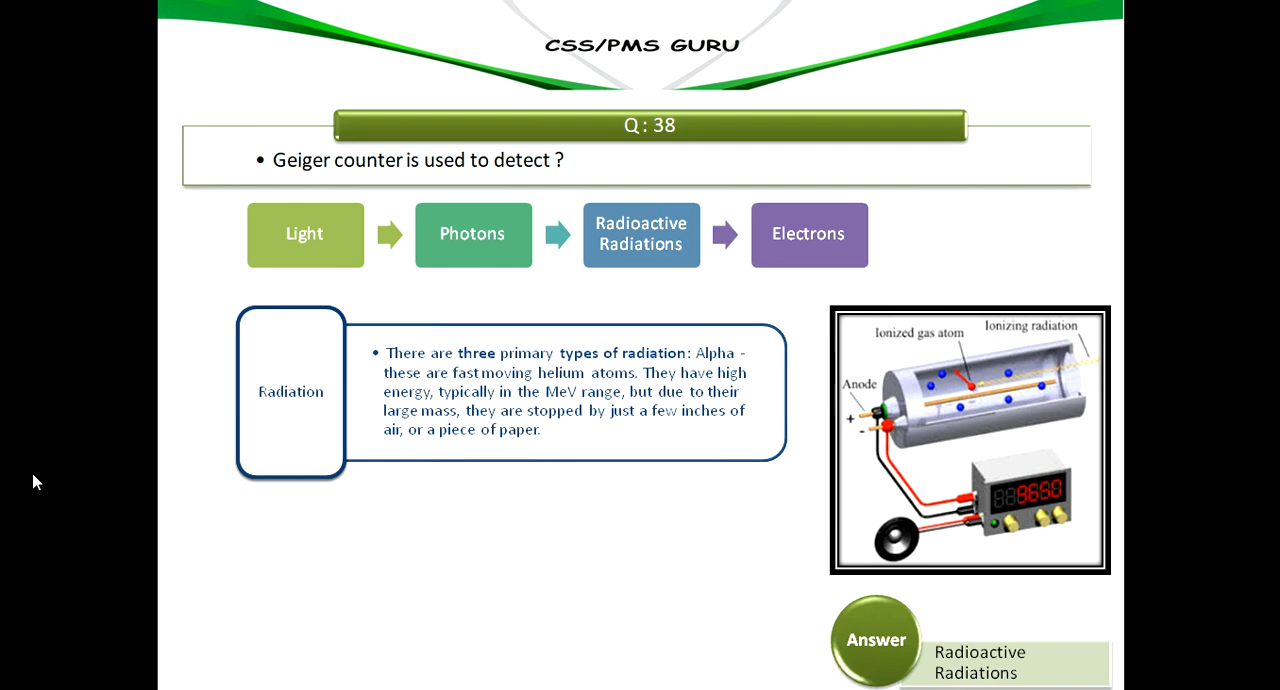 CSS/PMS GURU
Q : 38
• Geiger counter is used to detect ?
Light
Photons
Radioactive
Radiations
Electrons
Radiation
• There are three primary types of radiation: Alpha -
these are fast moving helium atoms. They have high
energy, typically in the MeV range, but due to their
large mass, they are stopped by just a few inches of
air, or a piece of paper.
Ionized gas atom
Ionizing radiation
Anode
+
-
9650
Answer
Radioactive
Radiations